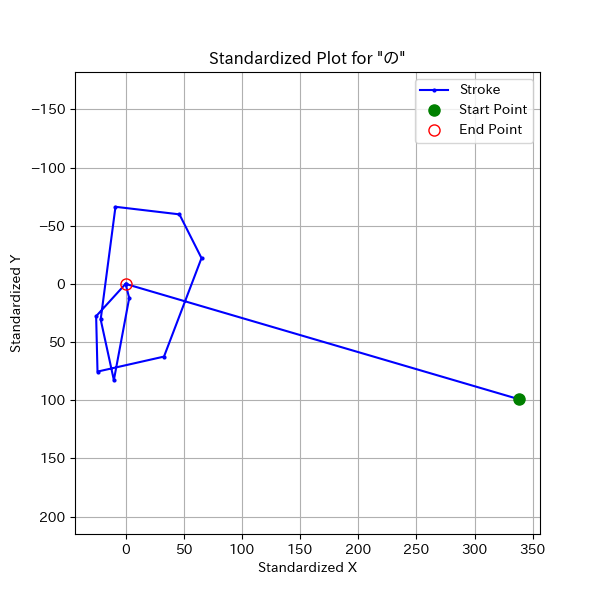 Standardized Plot for "の"
Stroke
Start Point
End Point
−150
−100
−50
0
50
100
150
200
Standardized Y
0 50 100 150 200 250 300 350
Standardized X